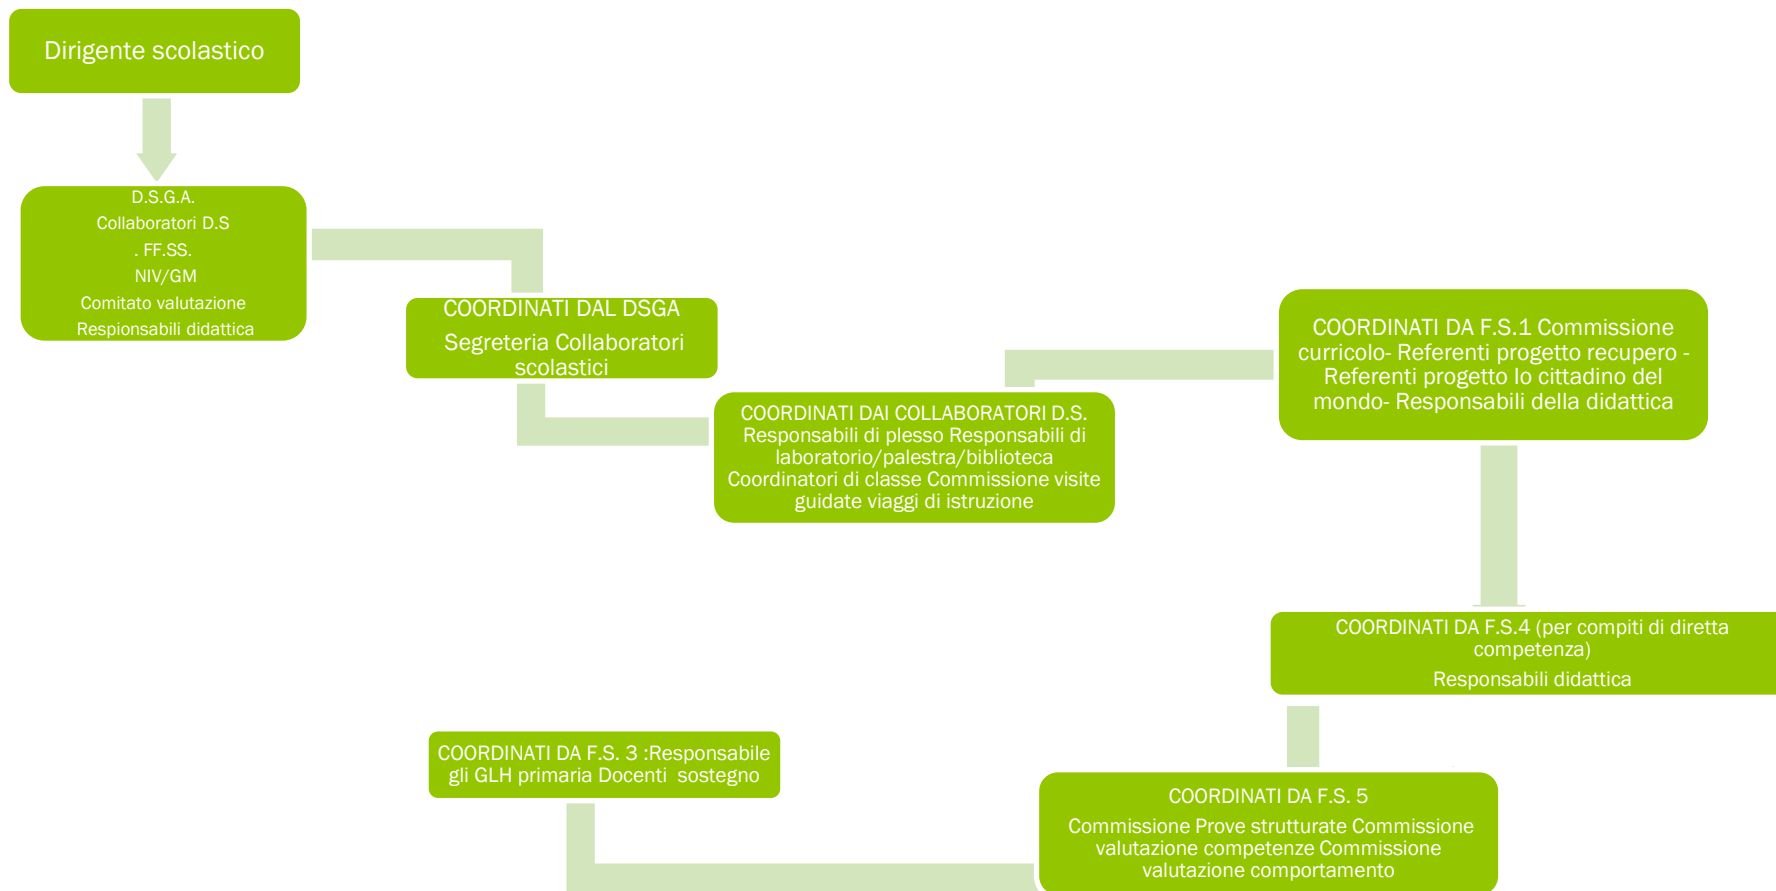 Dirigente scolastico
D.S.G.A.
Collaboratori D.S
. FF.SS.
NIV/GM
Comitato valutazione
Respionsabili didattica
COORDINATI DAL DSGA
Segreteria Collaboratori
scolastici
COORDINATI DAI COLLABORATORI D.S.
Responsabili di plesso Responsabili di
laboratorio/palestra/biblioteca
Coordinatori di classe Commissione visite
guidate viaggi di istruzione
COORDINATI DA F.S.1 Commissione
curricolo- Referenti progetto recupero -
Referenti progetto Io cittadino del
mondo- Responsabili della didattica
COORDINATI DA F.S.4 (per compiti di diretta
competenza)
Responsabili didattica
COORDINATI DA F.S. 5
Commissione Prove strutturate Commissione
valutazione competenze Commissione
valutazione comportamento
COORDINATI DA F.S. 3 :Responsabile
gli GLH primaria Docenti  sostegno